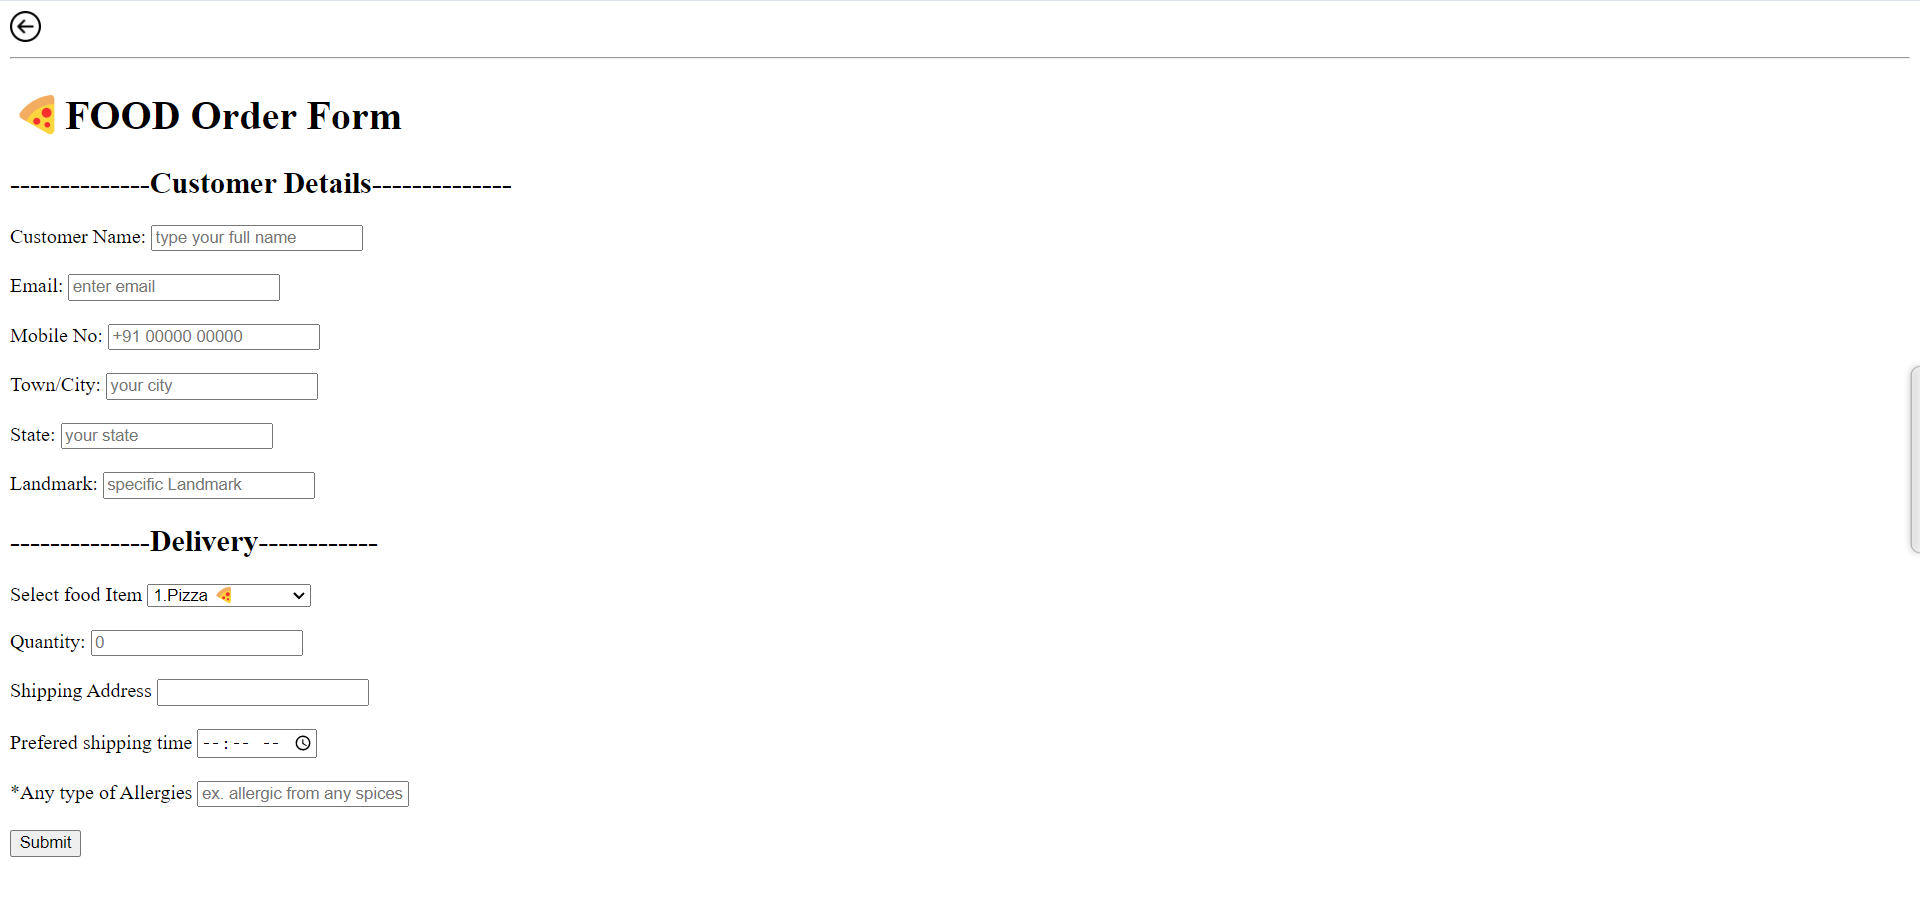 FOOD Order Form
--------------Customer Details--------------
Customer Name: type your full name
Email: enter email
Mobile No: +91 00000 00000
Town/City: your city
State: your state
Landmark: specific Landmark
--------------Delivery------------
Select food Item 1.Pizza 🍕
Quantity: 0
Shipping Address
Prefered shipping time --:-- --
*Any type of Allergies ex. allergic from any spices
Submit